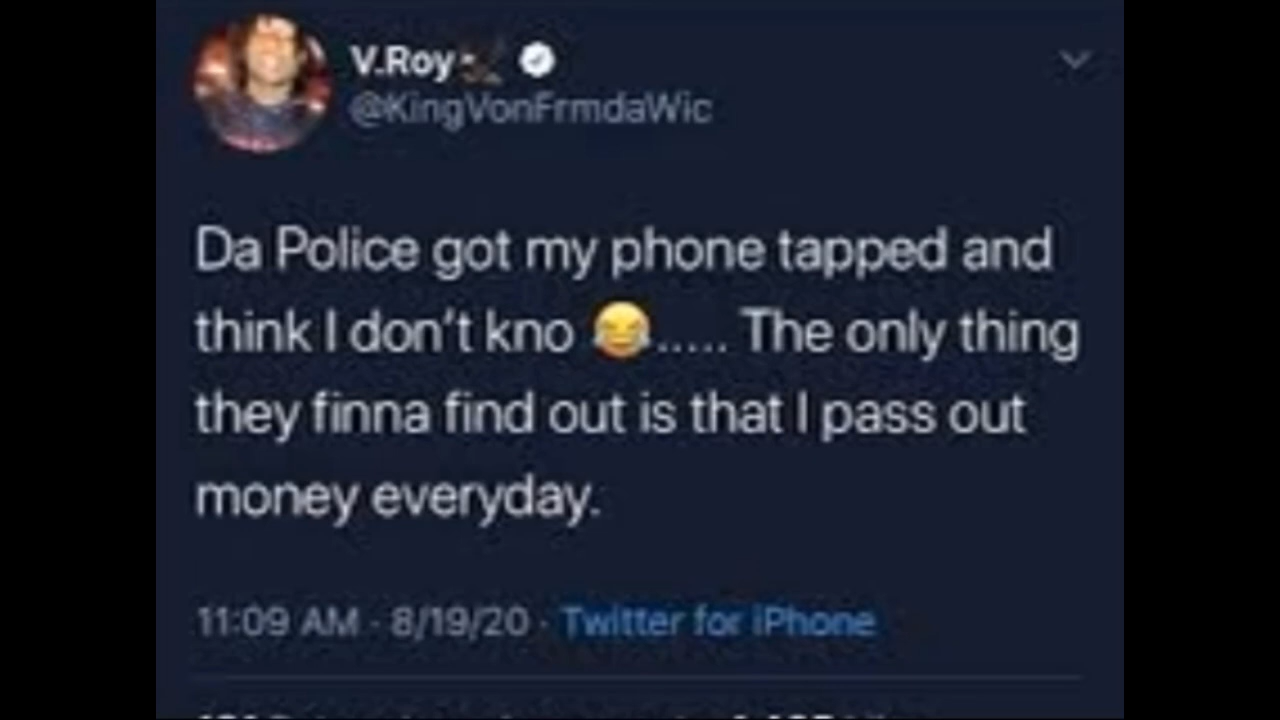 V.Roy
@KingVonFrmdaWic
Da Police got my phone tapped and
think I don't kno 😂..... The only thing
they finna find out is that I pass out
money everyday.
11:09 AM · 8/19/20 · Twitter for iPhone